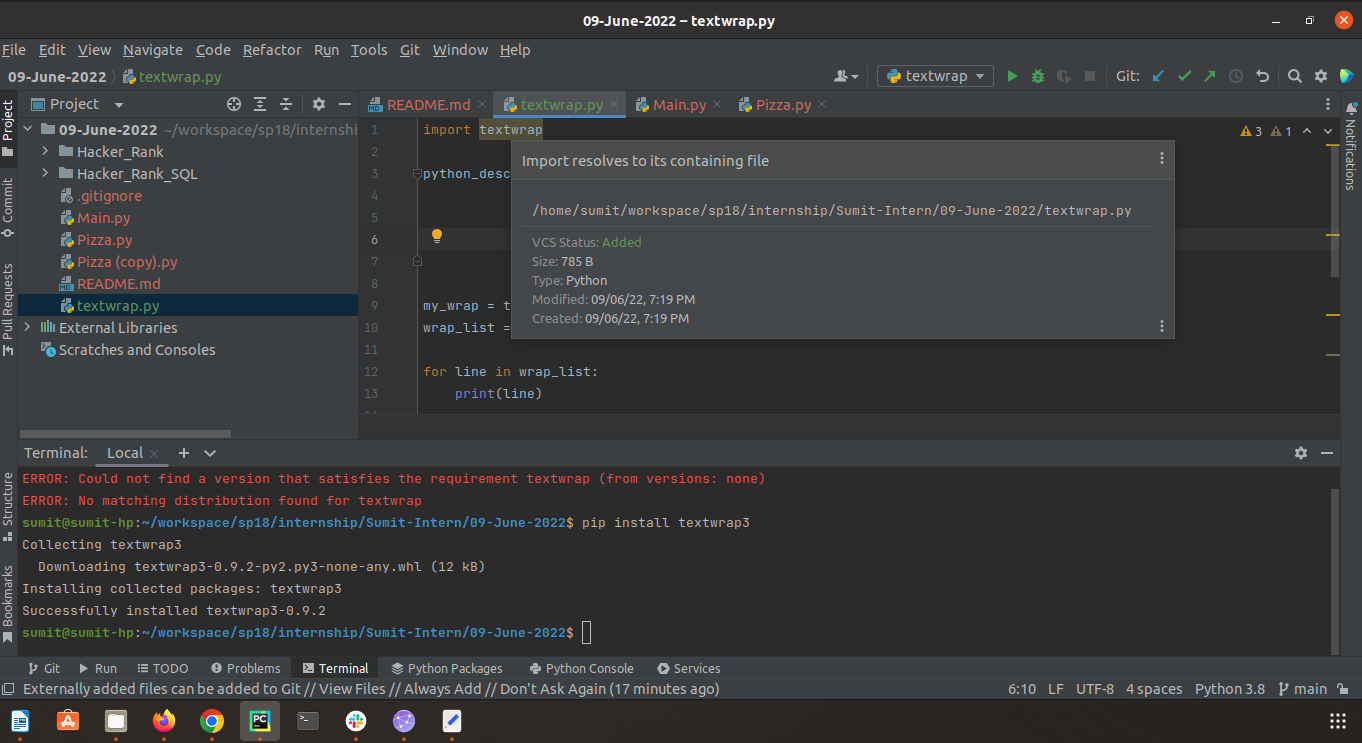 09-June-2022 – textwrap.py
File Edit View Navigate Code Refactor Run Tools Git Window Help
09-June-2022 textwrap.py
textwrap
Git:
Project
README.md
textwrap.py
Main.py
Pizza.py
Project
Commit
Pull Requests
Structure
Bookmarks
Notifications
09-June-2022 ~/workspace/sp18/internshi
Hacker_Rank
Hacker_Rank_SQL
.gitignore
Main.py
Pizza.py
Pizza (copy).py
README.md
textwrap.py
External Libraries
Scratches and Consoles
1 import textwrap
3 1
2
3 python_desc
4
5
6
7
8
9 my_wrap = t
10 wrap_list =
11
12 for line in wrap_list:
13 print(line)
14
Import resolves to its containing file
/home/sumit/workspace/sp18/internship/Sumit-Intern/09-June-2022/textwrap.py
VCS Status: Added
Size: 785 B
Type: Python
Modified: 09/06/22, 7:19 PM
Created: 09/06/22, 7:19 PM
Terminal: Local
ERROR: Could not find a version that satisfies the requirement textwrap (from versions: none)
ERROR: No matching distribution found for textwrap
sumit@sumit-hp:~/workspace/sp18/internship/Sumit-Intern/09-June-2022$ pip install textwrap3
Collecting textwrap3
Downloading textwrap3-0.9.2-py2.py3-none-any.whl (12 kB)
Installing collected packages: textwrap3
Successfully installed textwrap3-0.9.2
sumit@sumit-hp:~/workspace/sp18/internship/Sumit-Intern/09-June-2022$
Git Run TODO Problems Terminal Python Packages Python Console Services
Externally added files can be added to Git // View Files // Always Add // Don't Ask Again (17 minutes ago)
6:10 LF UTF-8 4 spaces Python 3.8 main